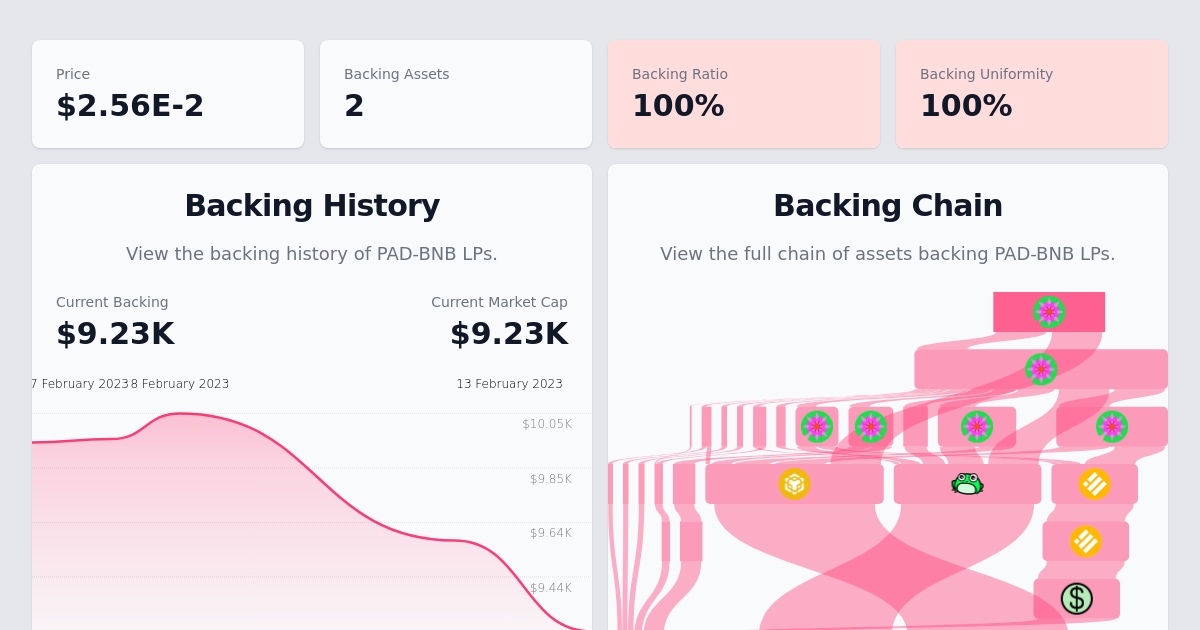 Price
$2.56E-2
Backing Assets
2
Backing Ratio
100%
Backing Uniformity
100%
Backing History
View the backing history of PAD-BNB LPs.
Current Backing
$9.23K
Current Market Cap
$9.23K
7 February 2023
8 February 2023
13 February 2023
$10.05K
$9.85K
$9.64K
$9.44K
Backing Chain
View the full chain of assets backing PAD-BNB LPs.
$